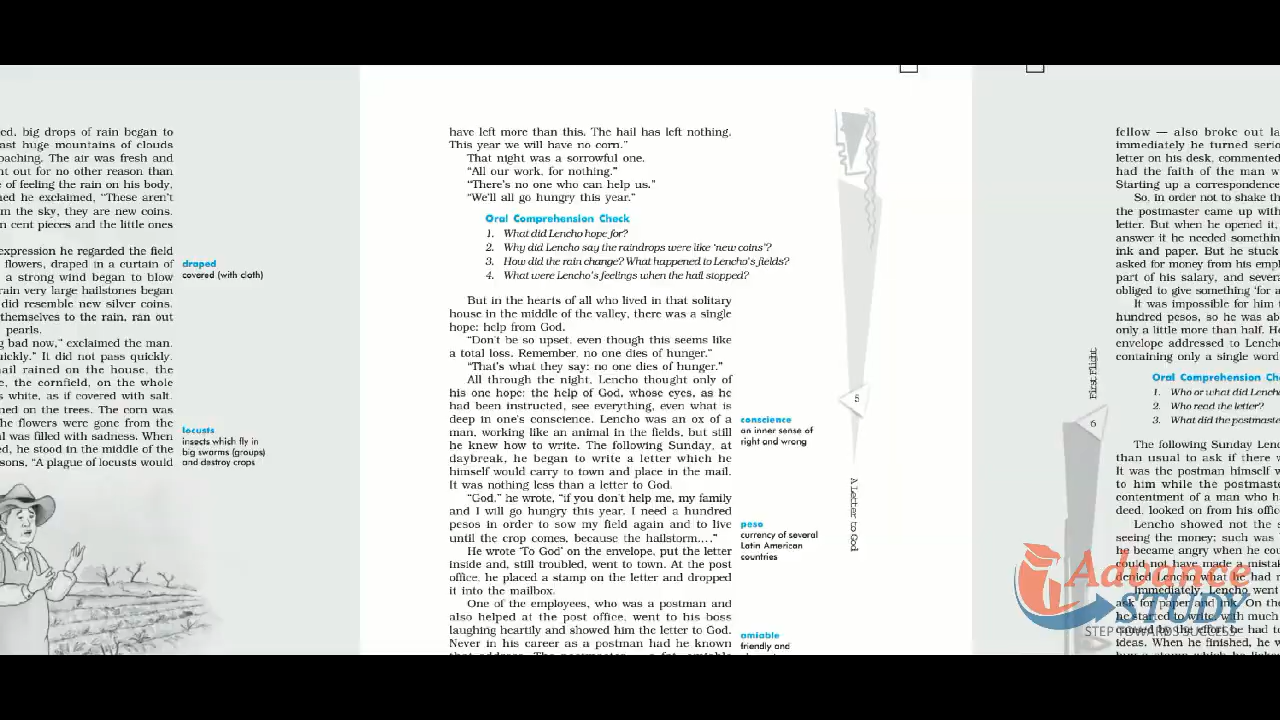 ed, big drops of rain began to
ast huge mountains of clouds
oaching. The air was fresh and
nt out for no other reason than
e of feeling the rain on his body,
ned he exclaimed, “These aren’t
m the sky, they are new coins.
n cent pieces and the little ones
expression he regarded the field
flowers, draped in a curtain of
a strong wind began to blow
rain very large hailstones began
did resemble new silver coins.
themselves to the rain, ran out
pearls.
g bad now,” exclaimed the man.
uickly.” It did not pass quickly.
ail rained on the house, the
e, the cornfield, on the whole
s white, as if covered with salt.
ned on the trees. The corn was
he flowers were gone from the
l was filled with sadness. When
ed, he stood in the middle of the
sons, “A plague of locusts would
draped
covered (with cloth)
locusts
insects which fly in
big swarms (groups)
and destroy crops
have left more than this. The hail has left nothing.
This year we will have no corn.”
That night was a sorrowful one.
“All our work, for nothing.”
“There’s no one who can help us.”
“We’ll all go hungry this year.”
Oral Comprehension Check
1. What did Lencho hope for?
2. Why did Lencho say the raindrops were like ‘new coins’?
3. How did the rain change? What happened to Lencho’s fields?
4. What were Lencho’s feelings when the hail stopped?
But in the hearts of all who lived in that solitary
house in the middle of the valley, there was a single
hope: help from God.
“Don’t be so upset, even though this seems like
a total loss. Remember, no one dies of hunger.”
“That’s what they say: no one dies of hunger.”
All through the night, Lencho thought only of
his one hope: the help of God, whose eyes, as he
had been instructed, see everything, even what is
deep in one’s conscience. Lencho was an ox of a
man, working like an animal in the fields, but still
he knew how to write. The following Sunday, at
daybreak, he began to write a letter which he
himself would carry to town and place in the mail.
It was nothing less than a letter to God.
“God,” he wrote, “if you don’t help me, my family
and I will go hungry this year. I need a hundred
pesos in order to sow my field again and to live
until the crop comes, because the hailstorm....”
He wrote ‘To God’ on the envelope, put the letter
inside and, still troubled, went to town. At the post
office, he placed a stamp on the letter and dropped
it into the mailbox.
One of the employees, who was a postman and
also helped at the post office, went to his boss
laughing heartily and showed him the letter to God.
Never in his career as a postman had he known
that address. The postmaster — a fat, amiable
conscience
an inner sense of
right and wrong
peso
currency of several
Latin American
countries
amiable
friendly and
5
A Letter to God
First Flight
6
fellow — also broke out la
immediately he turned serio
letter on his desk, commented
had the faith of the man w
Starting up a correspondence
So, in order not to shake th
the postmaster came up with
letter. But when he opened it,
answer it he needed somethin
ink and paper. But he stuck
asked for money from his emp
part of his salary, and severa
obliged to give something ‘for a
It was impossible for him t
hundred pesos, so he was ab
only a little more than half. H
envelope addressed to Lencho
containing only a single word
Oral Comprehension Che
1. Who or what did Lencho
2. Who read the letter?
3. What did the postmaste
The following Sunday Lenc
than usual to ask if there w
It was the postman himself w
to him while the postmaste
contentment of a man who h
deed, looked on from his offic
Lencho showed not the s
seeing the money; such was
he became angry when he cou
could not have made a mistak
denied Lencho what he had r
Immediately, Lencho went
ask for paper and ink. On th
he started to write, with much
caused by the effort he had to
ideas. When he finished, he w
buy a stamp which he licked
Advance
STUDY
STEP TOWARDS SUCCESS